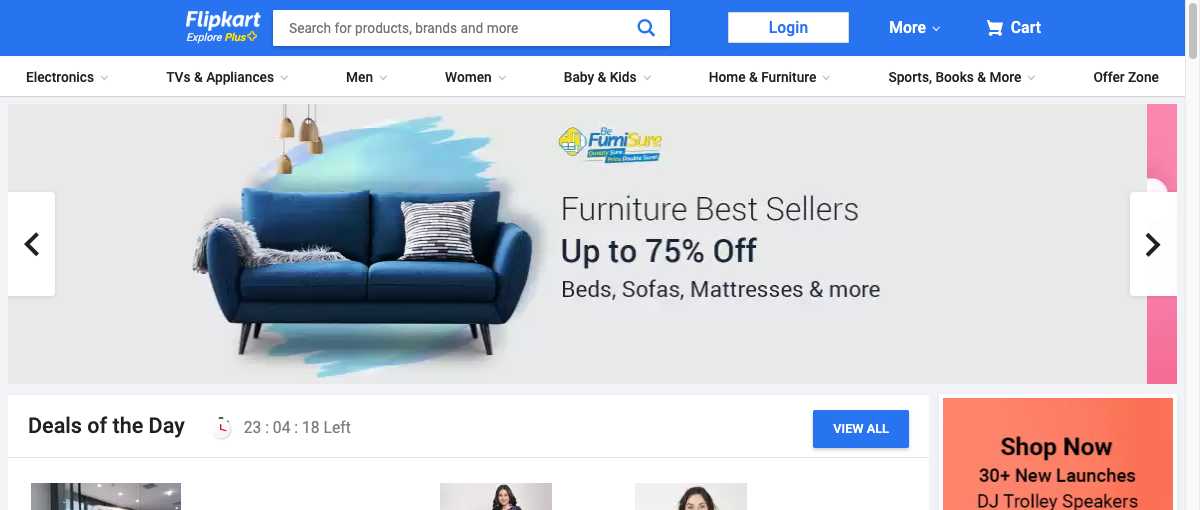 Flipkart
Explore Plus
Search for products, brands and more
Login
More
Cart
Electronics
TVs & Appliances
Men
Women
Baby & Kids
Home & Furniture
Sports, Books & More
Offer Zone
Be
FurniSure
Quality Sure
Price Double Sure!
Furniture Best Sellers
Up to 75% Off
Beds, Sofas, Mattresses & more
Deals of the Day
23 : 04 : 18 Left
VIEW ALL
Shop Now
30+ New Launches
DJ Trolley Speakers